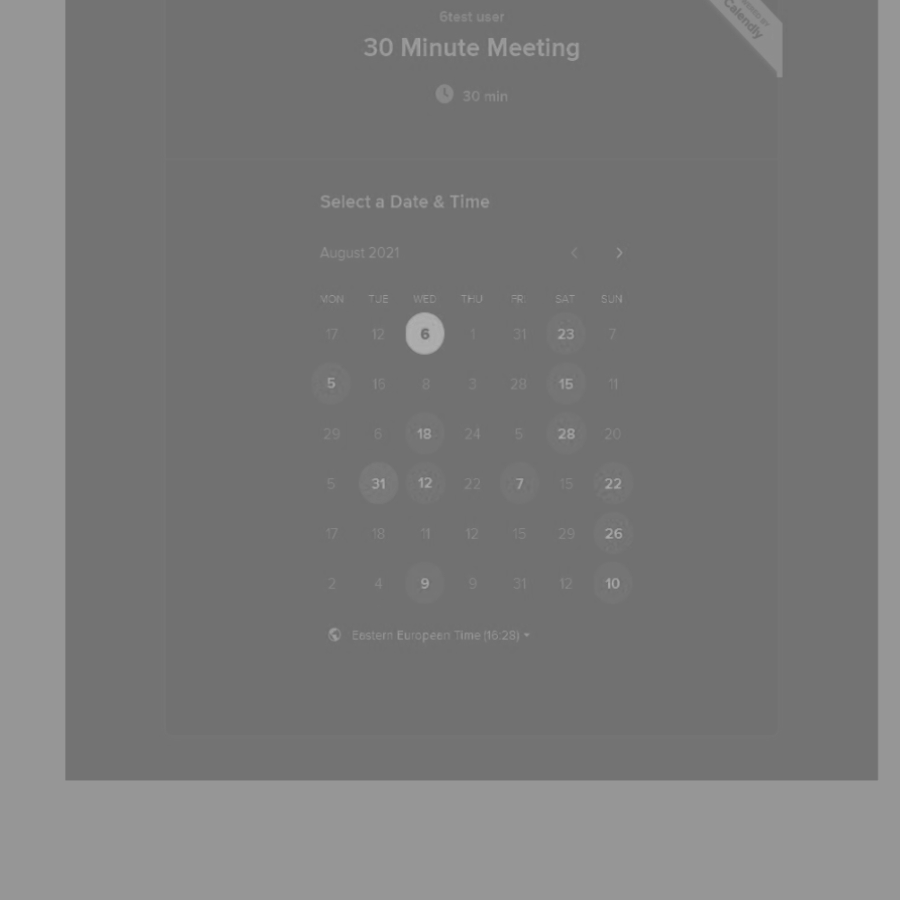 6test user
30 Minute Meeting
30 min
Calendly
Select a Date & Time
August 2021
MON TUE WED THU FRI SAT SUN
17 12 6 1 31 23 7
5 15 8 3 28 15 11
29 6 18 24 5 28 20
5 31 12 22 7 15 22
17 18 11 12 15 29 26
2 4 9 9 31 12 10
Eastern European Time (16:28)